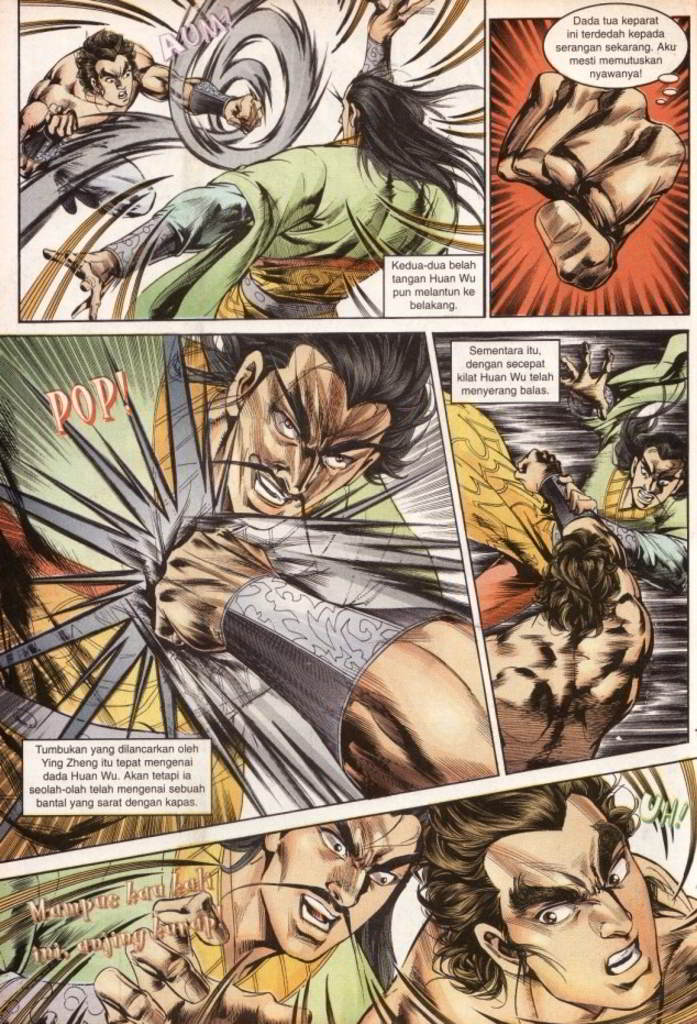 AUM!
Dada tua keparat
ini terdedah kepada
serangan sekarang. Aku
mesti memutuskan
nyawanya!
Kedua-dua belah
tangan Huan Wu
pun melantun ke
belakang.
POP!
Sementara itu,
dengan secepat
kilat Huan Wu telah
menyerang balas.
Tumbukan yang dilancarkan oleh
Ying Zheng itu tepat mengenai
dada Huan Wu. Akan tetapi ia
seolah-olah telah mengenai sebuah
bantal yang sarat dengan kapas.
UH!
Mampus kau kali
ini, anjing kurap!